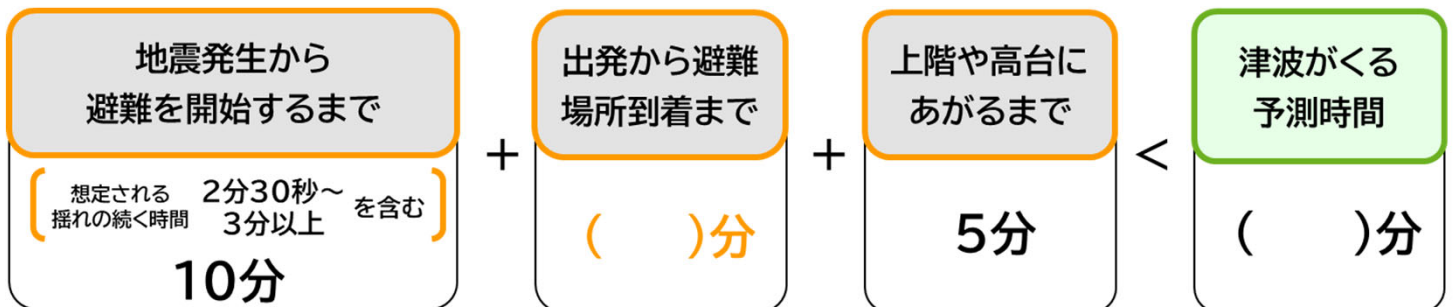 地震発生から
避難を開始するまで
想定される
揺れの続く時間
2分30秒～
3分以上
を含む
10分
+
出発から避難
場所到着まで
(　　)分
+
上階や高台に
あがるまで
5分
<
津波がくる
予測時間
(　　)分